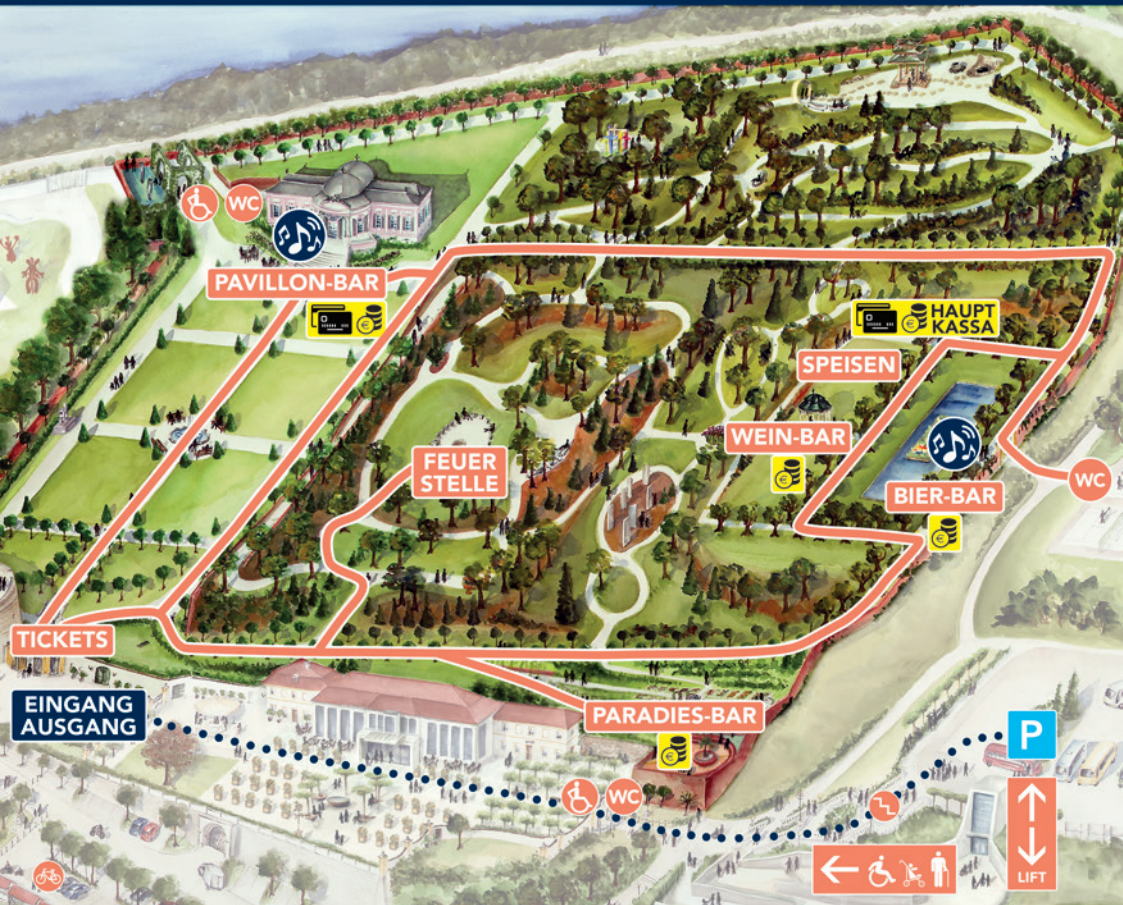 WC
PAVILLON-BAR
€
HAUPT
KASSA
€
SPEISEN
WEIN-BAR
€
FEUER
STELLE
WC
BIER-BAR
€
TICKETS
EINGANG
AUSGANG
PARADIES-BAR
€
P
WC
LIFT